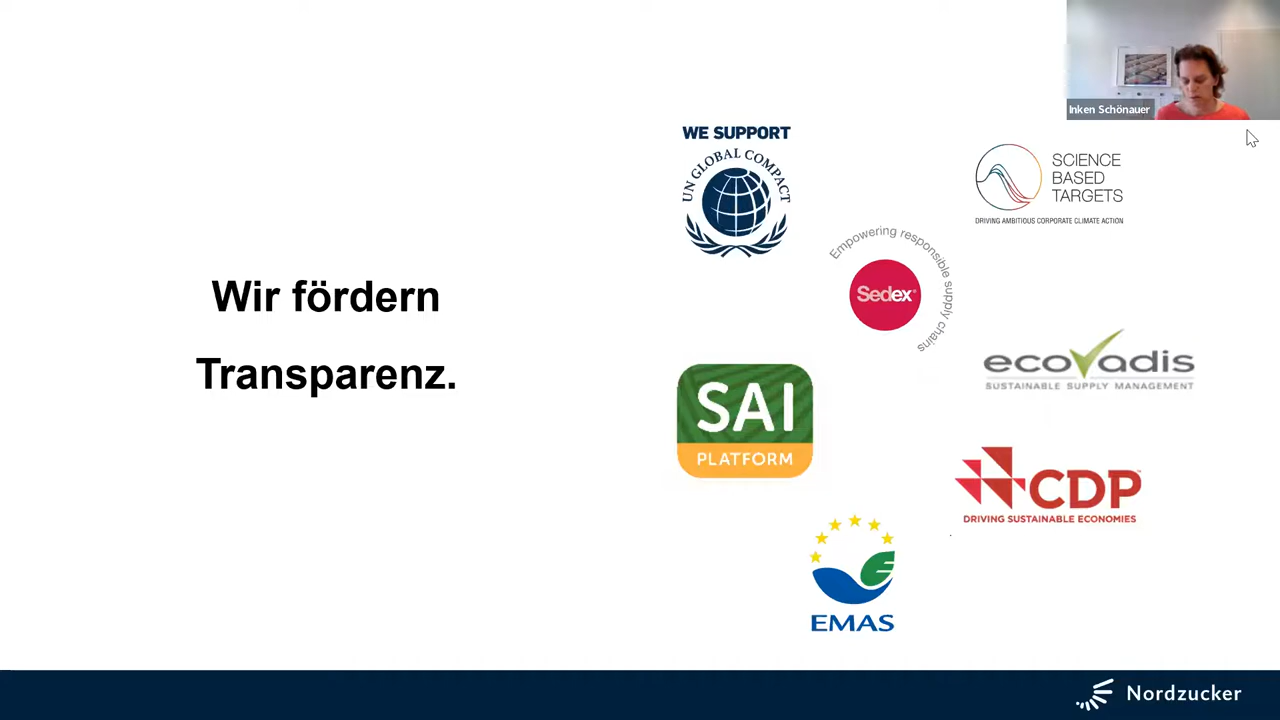 Inken Schönauer
Wir fördern
Transparenz.
WE SUPPORT
UN GLOBAL COMPACT
SCIENCE
BASED
TARGETS
DRIVING AMBITIOUS CORPORATE CLIMATE ACTION
Empowering responsible supply chains
Sedex®
ecovadis
SUSTAINABLE SUPPLY MANAGEMENT
SAI
PLATFORM
CDP™
DRIVING SUSTAINABLE ECONOMIES
EMAS
Nordzucker